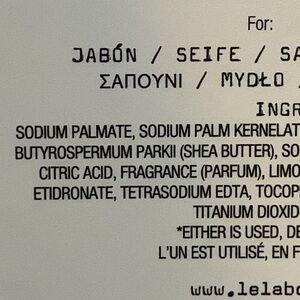 For:
JABÓN / SEIFE / SA
ΣΑΠΟΥΝΙ / MYDŁO /
INGR
SODIUM PALMATE, SODIUM PALM KERNELAT
BUTYROSPERMUM PARKII (SHEA BUTTER), SO
CITRIC ACID, FRAGRANCE (PARFUM), LIMO
ETIDRONATE, TETRASODIUM EDTA, TOCOP
TITANIUM DIOXID
*EITHER IS USED, DE
L'UN EST UTILISÉ, EN F
www.lelabo